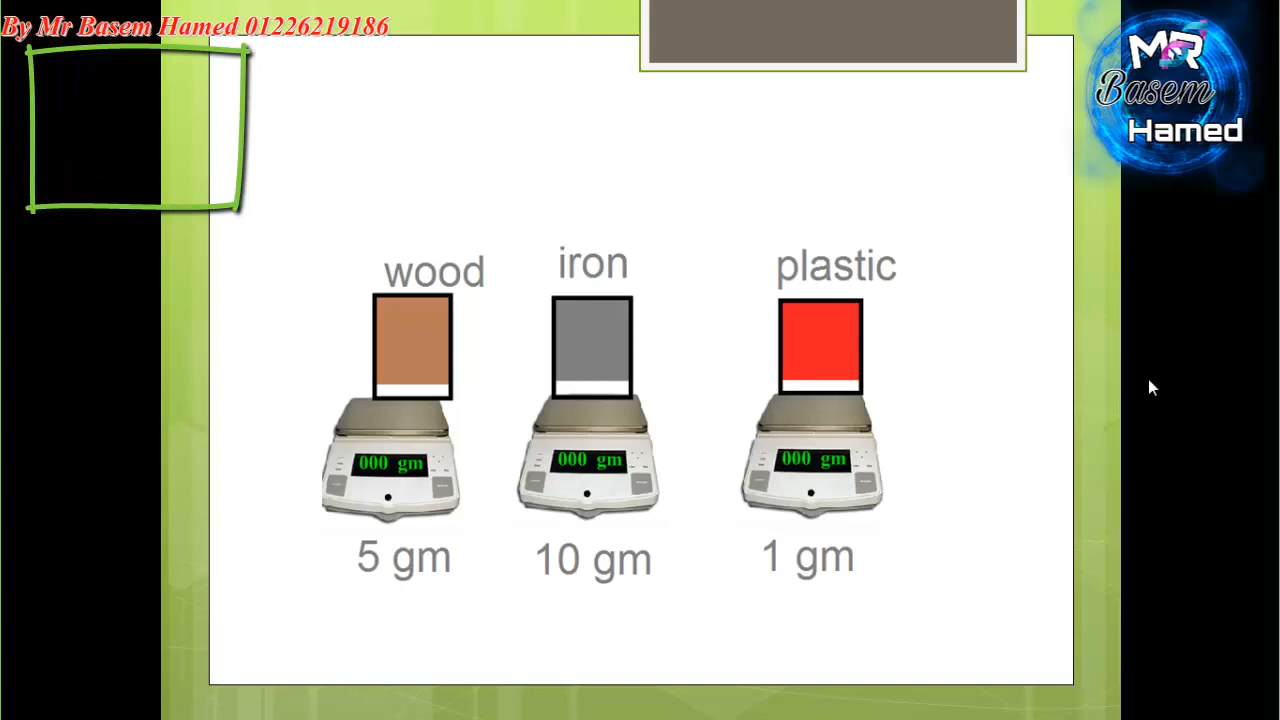 By Mr Basem Hamed 01226219186
MR
Basem
Hamed
wood
iron
plastic
000 gm
000 gm
000 gm
5 gm
10 gm
1 gm